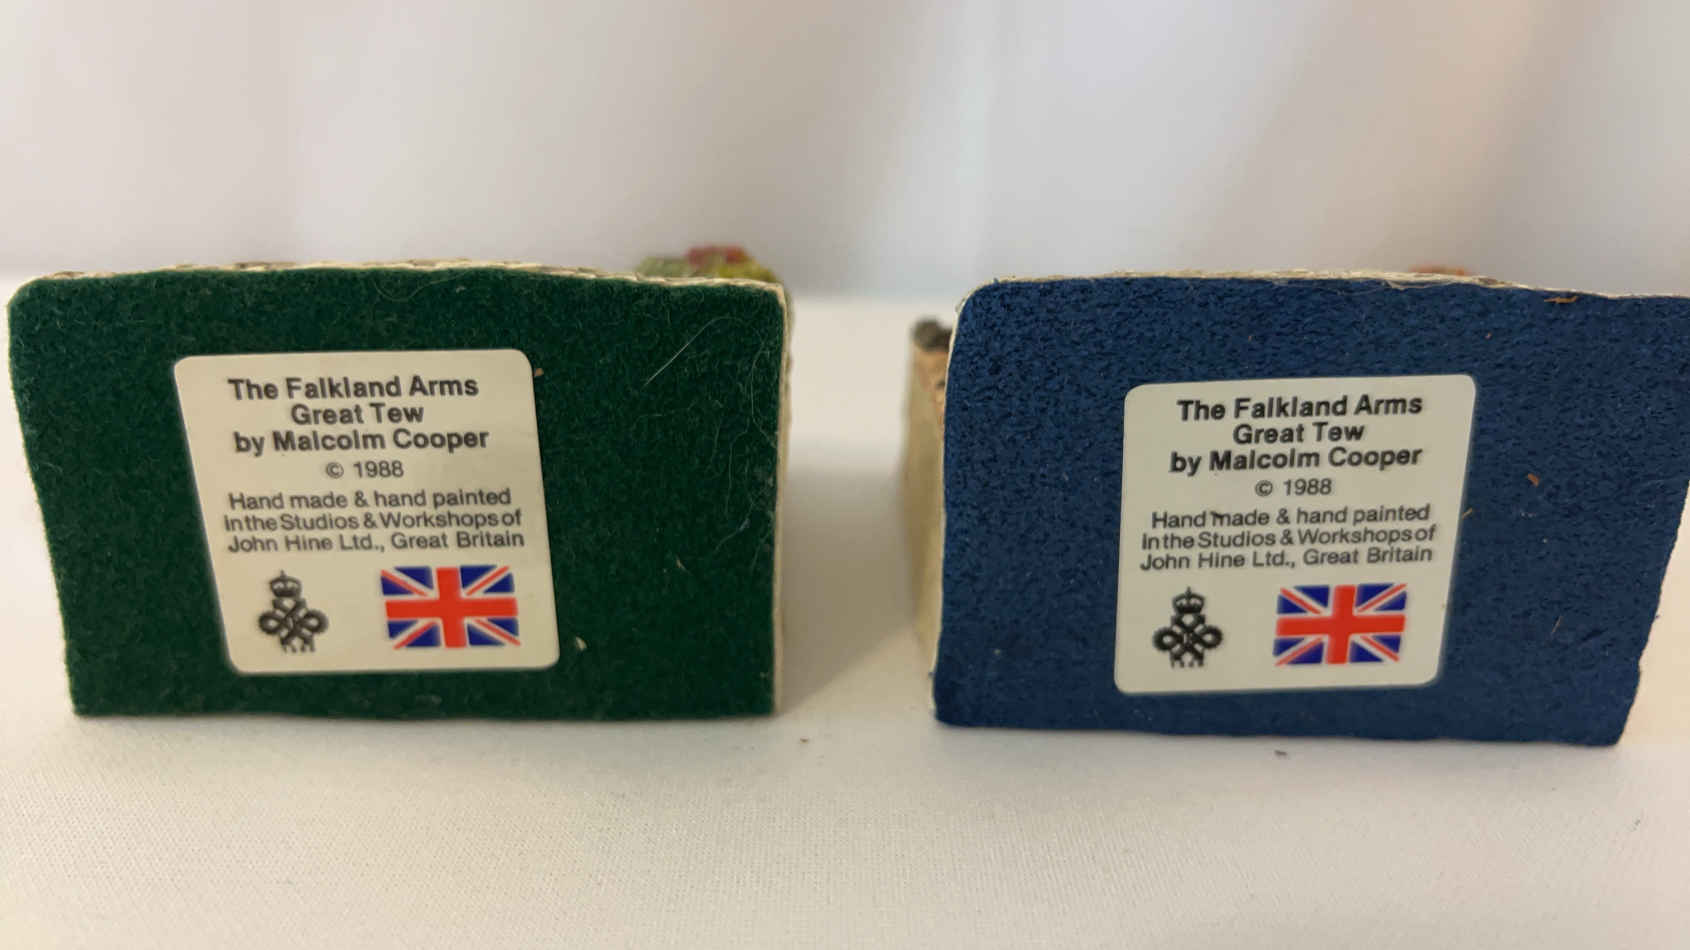 The Falkland Arms
Great Tew
by Malcolm Cooper
© 1988
Hand made & hand painted
In the Studios & Workshops of
John Hine Ltd., Great Britain
The Falkland Arms
Great Tew
by Malcolm Cooper
© 1988
Hand made & hand painted
In the Studios & Workshops of
John Hine Ltd., Great Britain